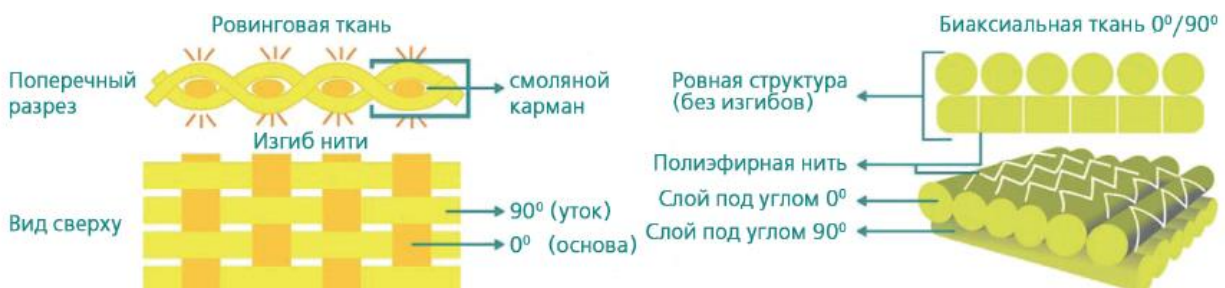 Ровинговая ткань
Поперечный
разрез
смоляной
карман
Изгиб нити
Вид сверху
90⁰ (уток)
0⁰ (основа)
Биаксиальная ткань 0⁰/90⁰
Ровная структура
(без изгибов)
Полиэфирная нить
Слой под углом 0⁰
Слой под углом 90⁰